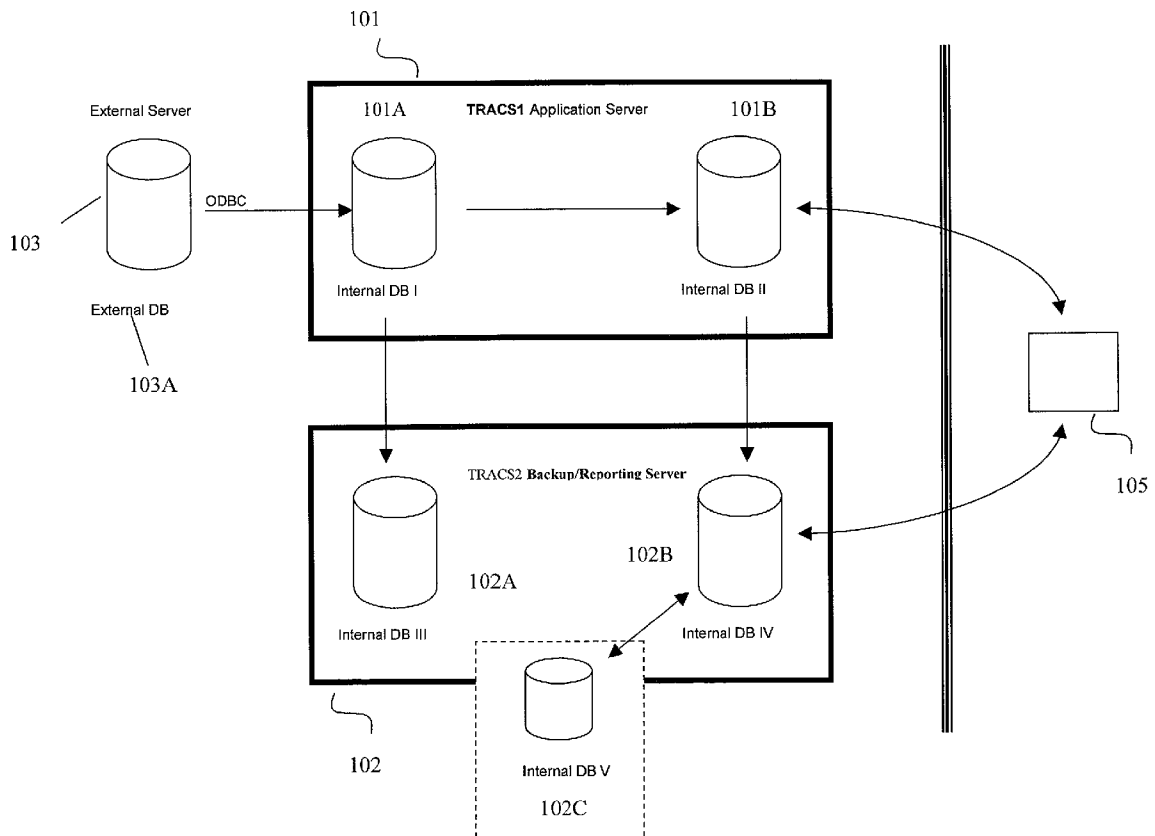 101
External Server
101A
TRACS1 Application Server
101B
ODBC
103
Internal DB I
Internal DB II
External DB
103A
105
TRACS2 Backup/Reporting Server
102A
102B
Internal DB III
Internal DB IV
102
Internal DB V
102C